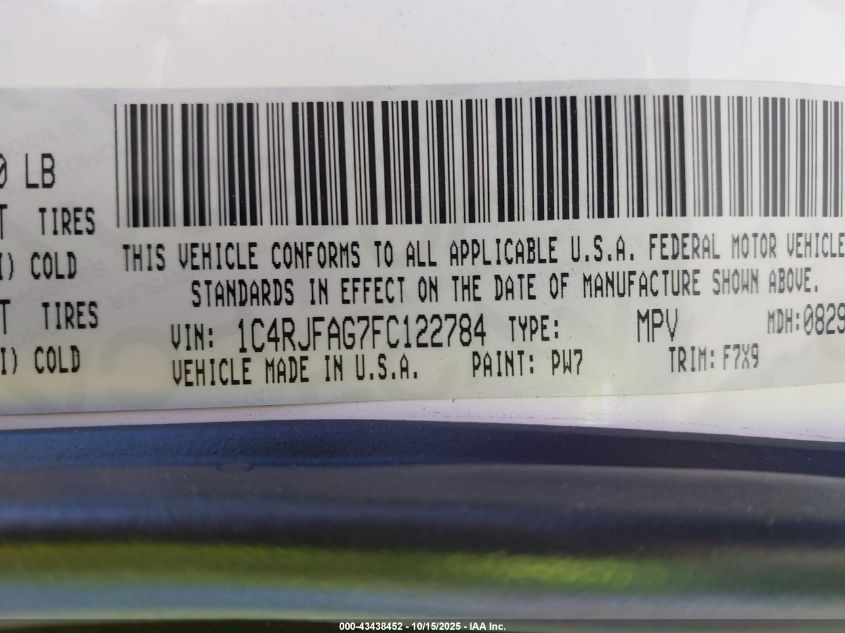 0 LB
TIRES
I) COLD
TIRES
I) COLD
THIS VEHICLE CONFORMS TO ALL APPLICABLE U.S.A. FEDERAL MOTOR VEHICLE
STANDARDS IN EFFECT ON THE DATE OF MANUFACTURE SHOWN ABOVE.
VIN: 1C4RJFAG7FC122784 TYPE: MPV MDH:0829
VEHICLE MADE IN U.S.A. PAINT: PW7 TRIM: F7X9
000-43438452 - 10/15/2025 - IAA Inc.